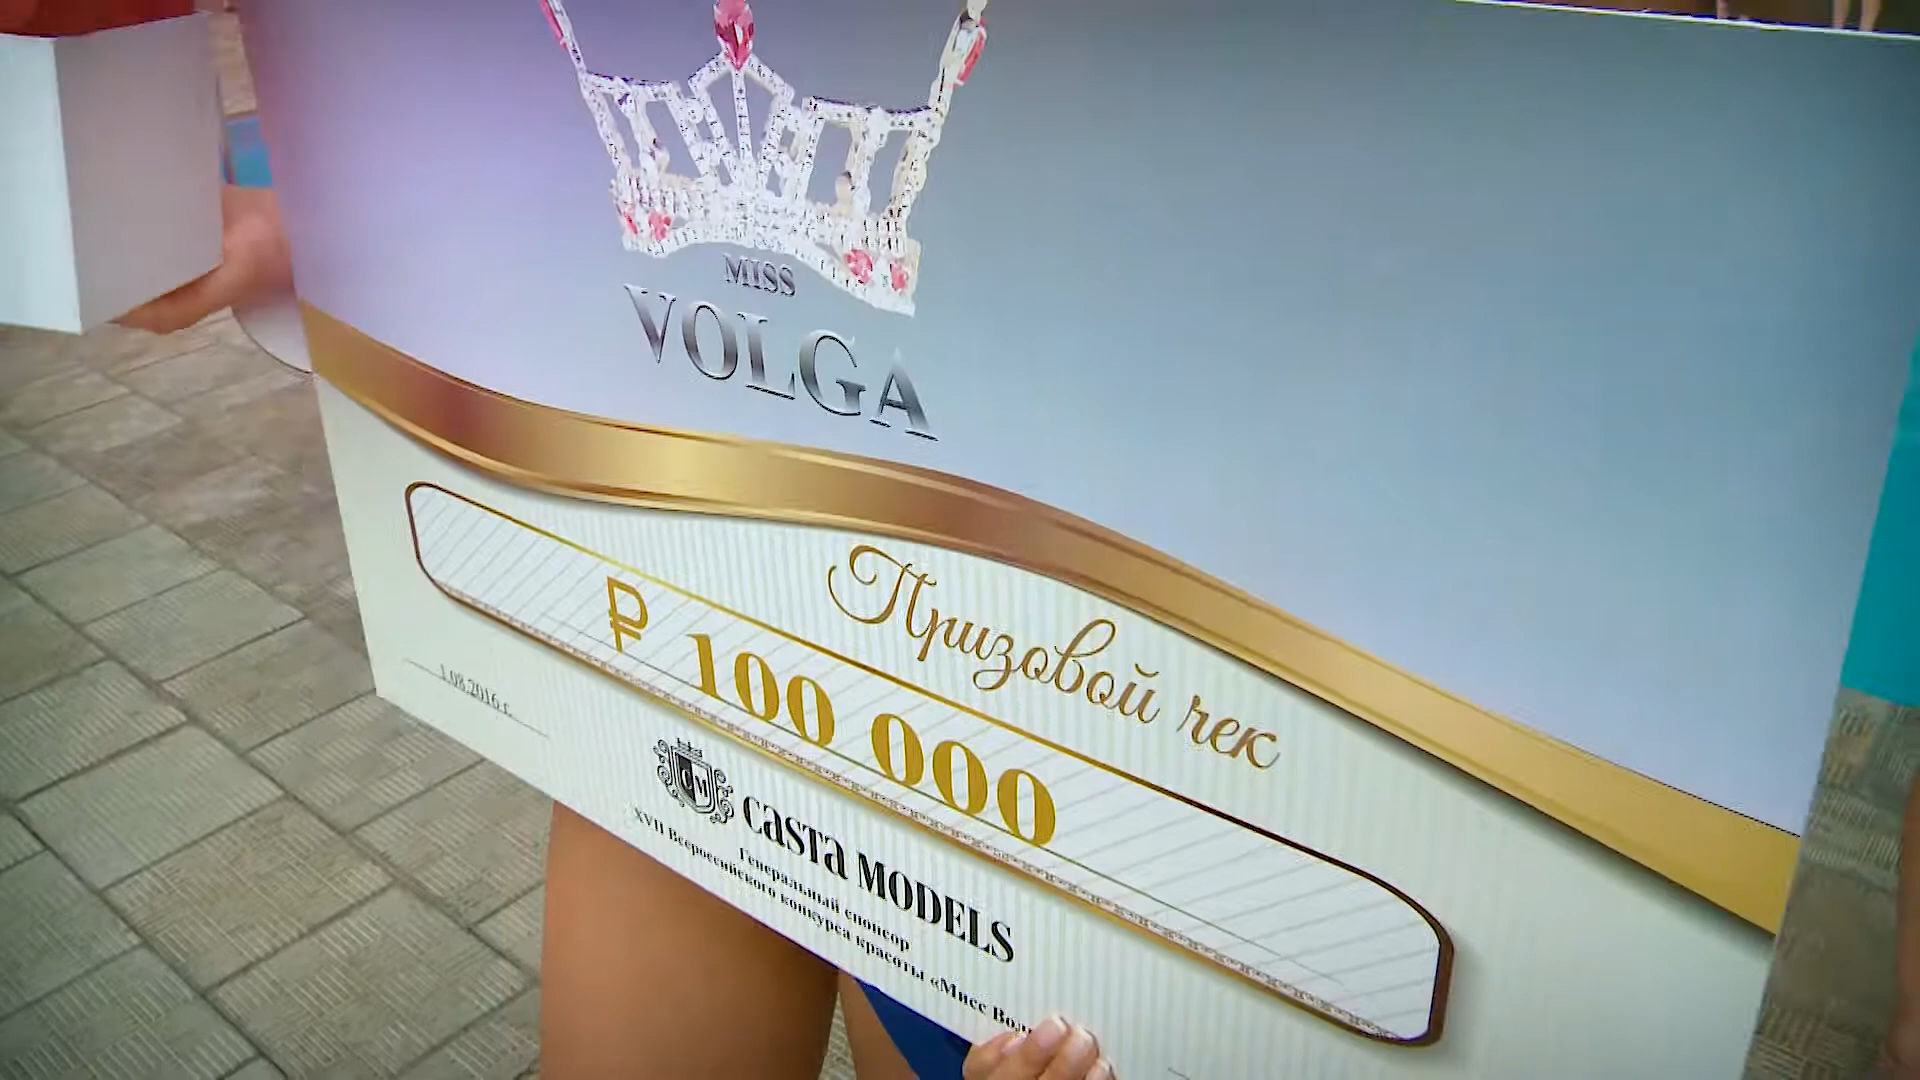 MISS
VOLGA
Призовой чек
₽ 100 000
1.08.2016 г.
CM
casta MODELS
Генеральный спонсор
XVII Всероссийского конкурса красоты «Мисс Вол